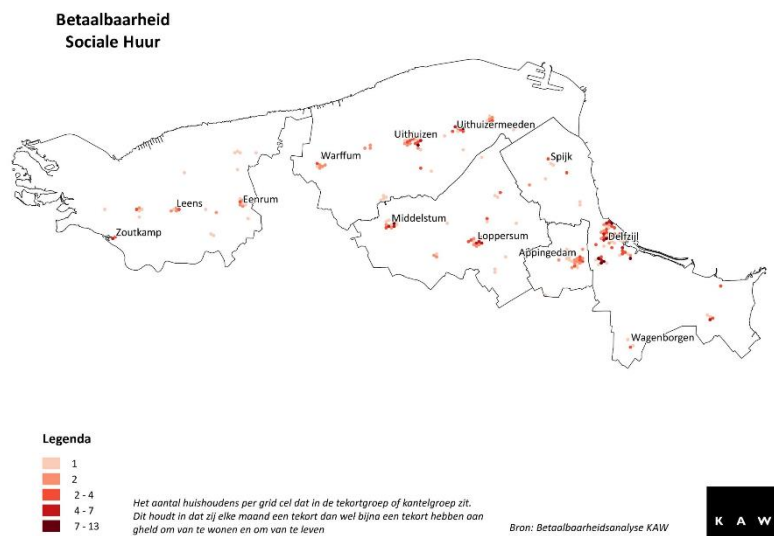 Betaalbaarheid
Sociale Huur
Uithuizermeeden
Uithuizen
Warffum
Spijk
Eenrum
Leens
Middelstum
Zoutkamp
Loppersum
Delfzijl
Appingedam
Wagenborgen
Legenda
1
2
2 - 4
4 - 7
7 - 13
Het aantal huishoudens per grid cel dat in de tekortgroep of kantelgroep zit.
Dit houdt in dat zij elke maand een tekort dan wel bijna een tekort hebben aan
gheld om van te wonen en om van te leven
Bron: Betaalbaarheidsanalyse KAW
K A W